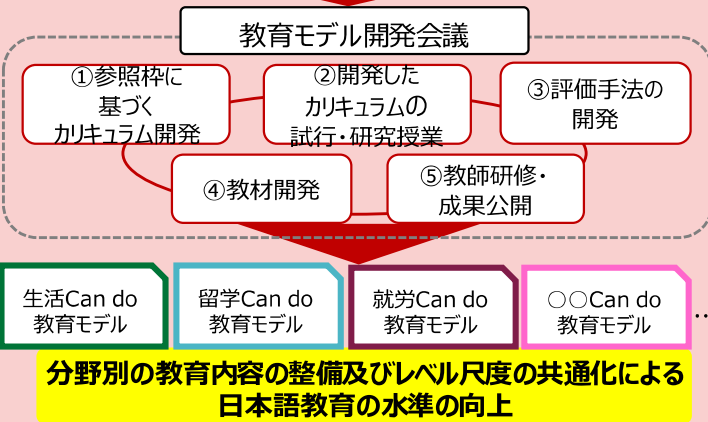 教育モデル開発会議
①参照枠に
基づく
カリキュラム開発
②開発した
カリキュラムの
試行・研究授業
③評価手法の
開発
④教材開発
⑤教師研修・
成果公開
生活Can do
教育モデル
留学Can do
教育モデル
就労Can do
教育モデル
○○Can do
教育モデル
…
分野別の教育内容の整備及びレベル尺度の共通化による
日本語教育の水準の向上